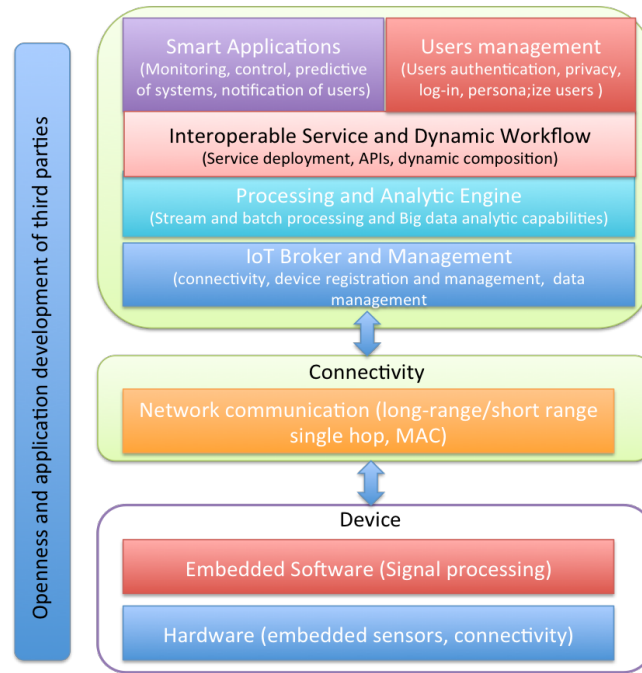 Openness and application development of third parties
Smart Applications
(Monitoring, control, predictive
of systems, notification of users)
Users management
(Users authentication, privacy,
log-in, persona;ize users )
Interoperable Service and Dynamic Workflow
(Service deployment, APIs, dynamic composition)
Processing and Analytic Engine
(Stream and batch processing and Big data analytic capabilities)
IoT Broker and Management
(connectivity, device registration and management, data
management
Connectivity
Network communication (long-range/short range
single hop, MAC)
Device
Embedded Software (Signal processing)
Hardware (embedded sensors, connectivity)